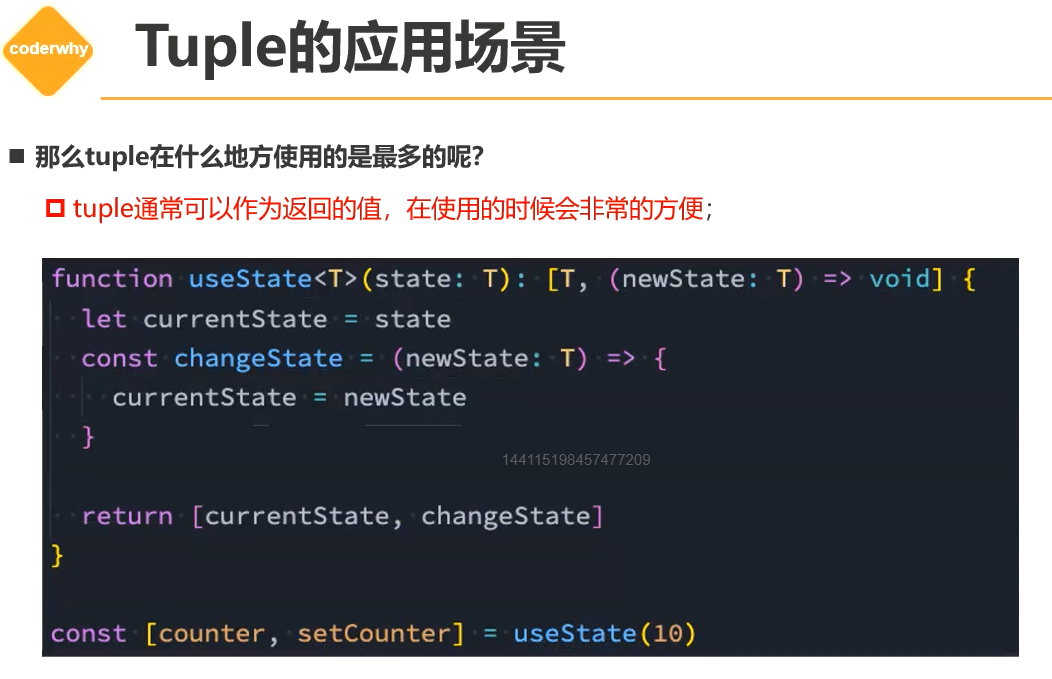 coderwhy
Tuple的应用场景
那么tuple在什么地方使用的是最多的呢?
tuple通常可以作为返回的值，在使用的时候会非常的方便；
function useState<T>(state: T): [T, (newState: T) => void] {
let currentState = state
const changeState = (newState: T) => {
currentState = newState
}
144115198457477209
return [currentState, changeState]
}
const [counter, setCounter] = useState(10)